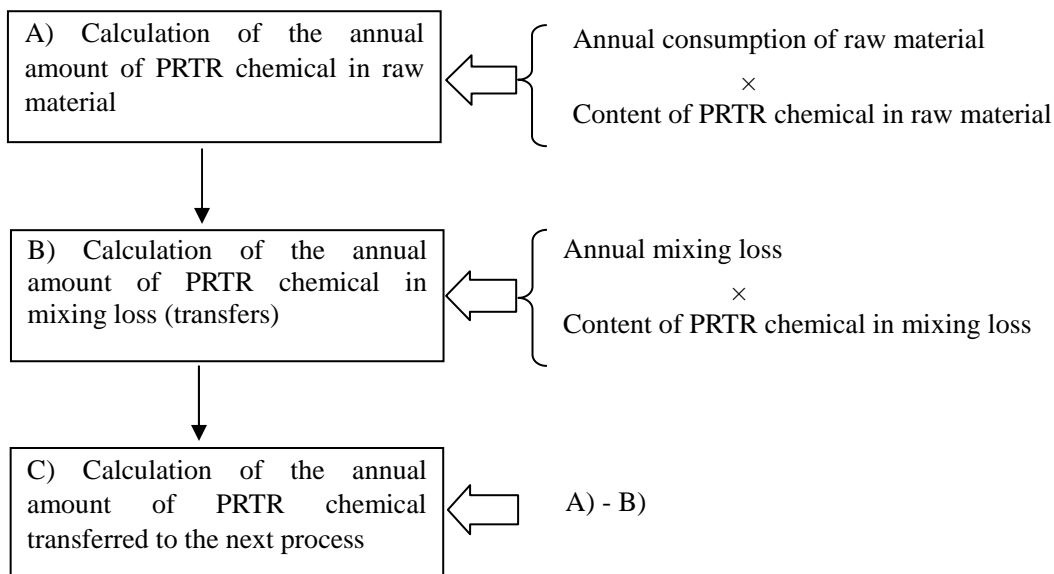 A) Calculation of the annual
amount of PRTR chemical in raw
material
Annual consumption of raw material
×
Content of PRTR chemical in raw material
B) Calculation of the annual
amount of PRTR chemical in
mixing loss (transfers)
Annual mixing loss
×
Content of PRTR chemical in mixing loss
C) Calculation of the annual
amount of PRTR chemical
transferred to the next process
A) - B)